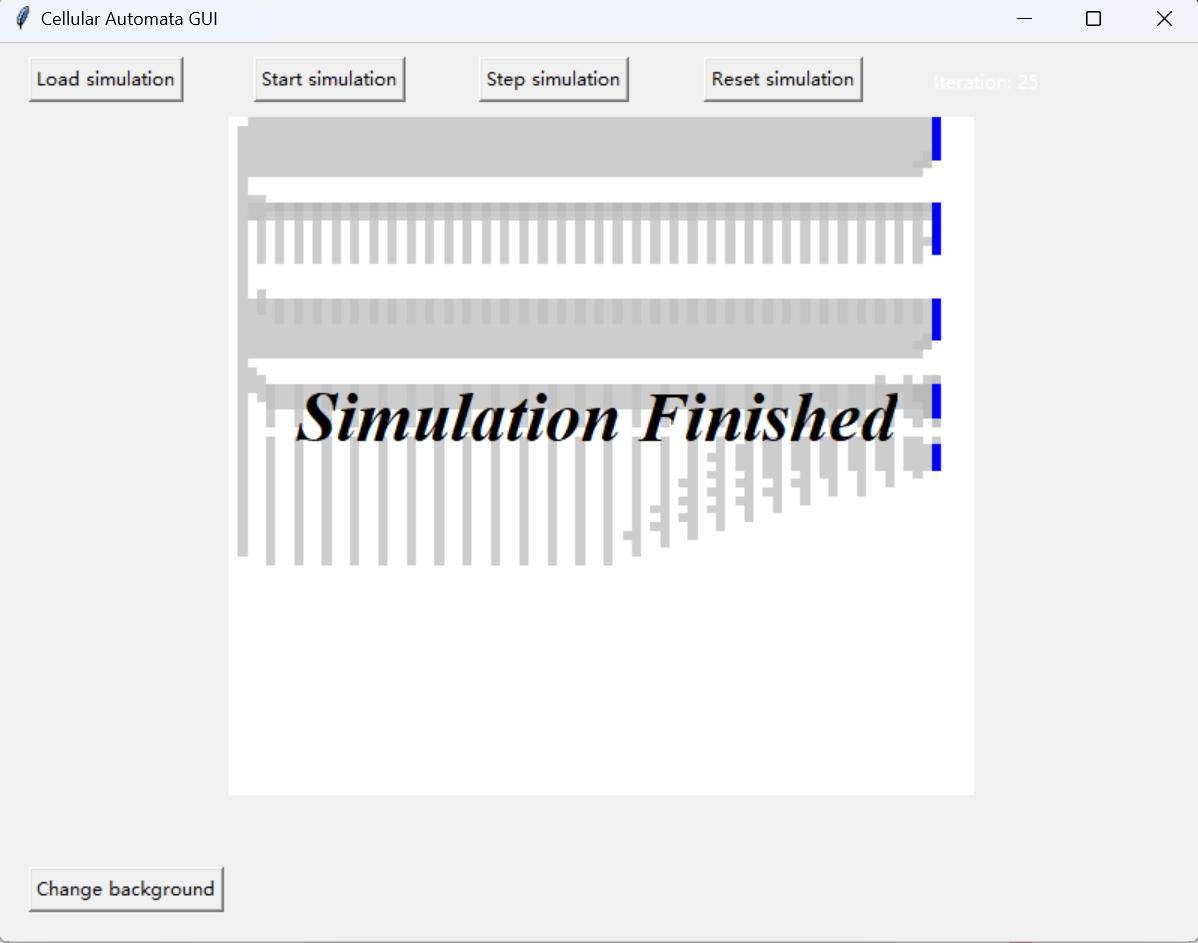 Cellular Automata GUI
Load simulation
Start simulation
Step simulation
Reset simulation
Iteration: 25
Simulation Finished
Change background